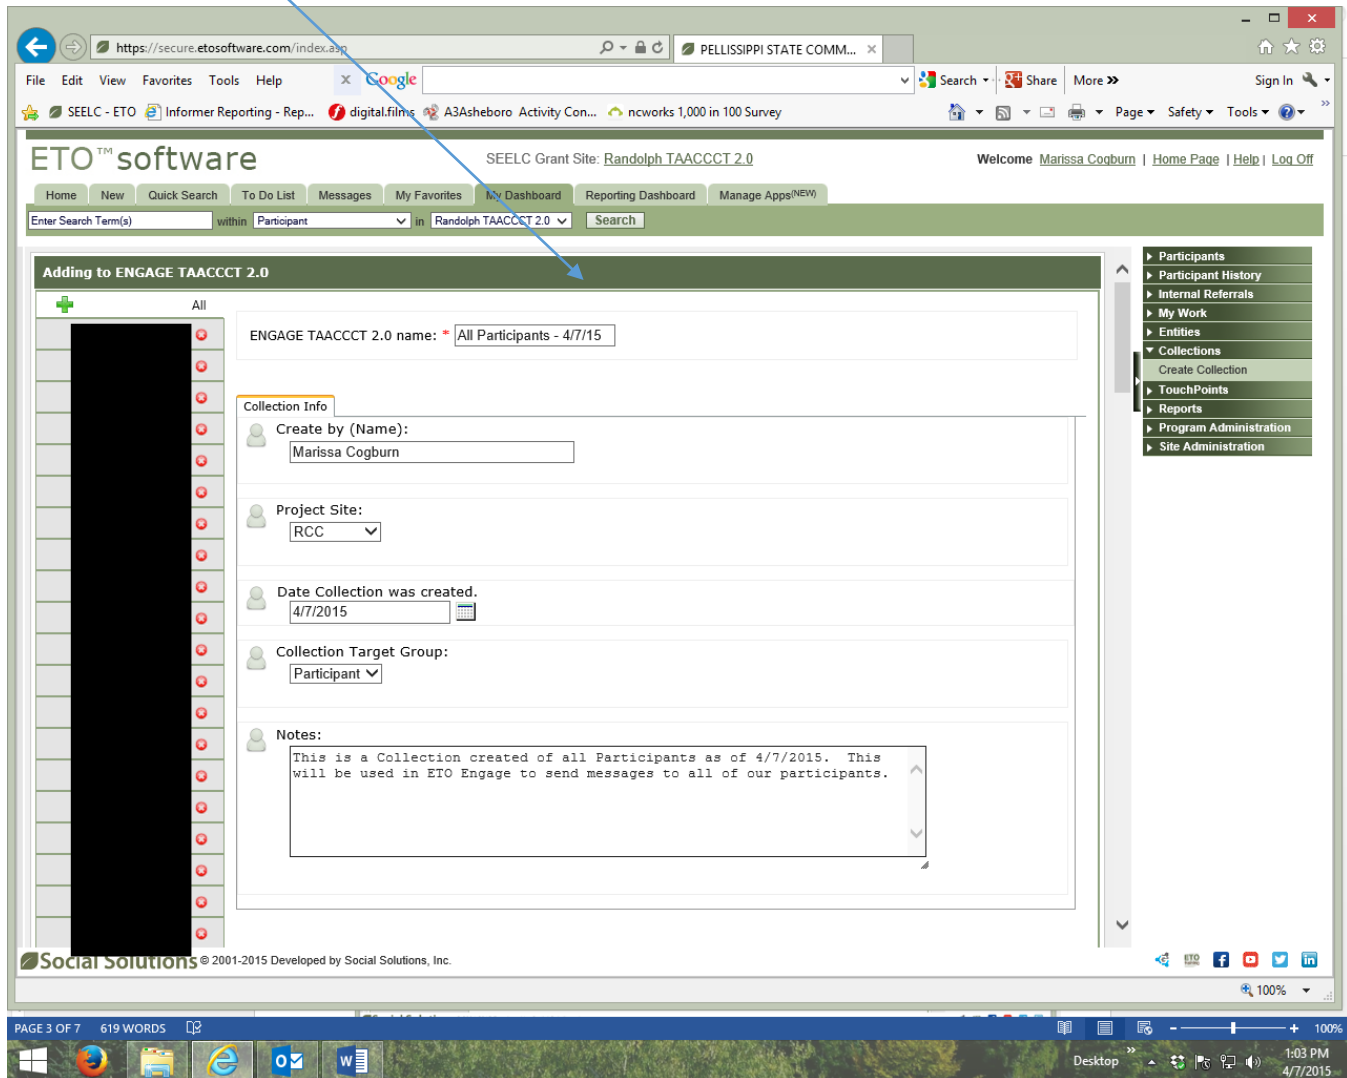 https://secure.etosoftware.com/index.asp
PELLISSIPPI STATE COMM...
File Edit View Favorites Tools Help
x Google
Search Share More »
Sign In
SEELC - ETO Informer Reporting - Rep... digital.films A3Asheboro Activity Con... ncworks 1,000 in 100 Survey
Page Safety Tools
ETO™software
SEELC Grant
Site: Randolph TAACCCT 2.0
Welcome Marissa Cogburn | Home Page | Help | Log Off
Home New Quick Search To Do List Messages My Favorites My Dashboard Reporting Dashboard Manage Apps(NEW)
Enter Search Term(s) within Participant in Randolph TAACCCT 2.0 Search
Adding to ENGAGE TAACCCT 2.0
All
ENGAGE TAACCCT 2.0 name: * All Participants - 4/7/15
Collection Info
Create by (Name):
Marissa Cogburn
Project Site:
RCC
Date Collection was created.
4/7/2015
Collection Target Group:
Participant
Notes:
This is a Collection created of all Participants as of 4/7/2015. This
will be used in ETO Engage to send messages to all of our participants.
Participants
Participant History
Internal Referrals
My Work
Entities
Collections
Create Collection
TouchPoints
Reports
Program Administration
Site Administration
Social Solutions © 2001-2015 Developed by Social Solutions, Inc.
100%
PAGE 3 OF 7 619 WORDS
100%
Desktop
1:03 PM
4/7/2015